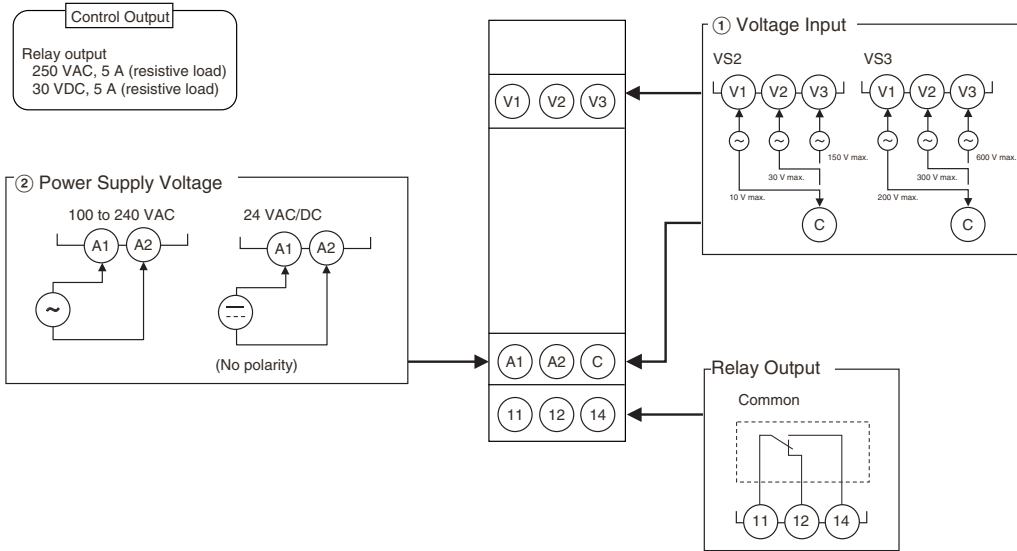 Control Output
Relay output
250 VAC, 5 A (resistive load)
30 VDC, 5 A (resistive load)
① Voltage Input
VS2
VS3
V1 V2 V3
V1 V2 V3
V1 V2 V3
~ ~ ~
~ ~ ~
150 V max.
30 V max.
10 V max.
600 V max.
300 V max.
200 V max.
C
C
② Power Supply Voltage
100 to 240 VAC
24 VAC/DC
A1 A2
A1 A2
~
(No polarity)
A1 A2 C
11 12 14
Relay Output
Common
11 12 14